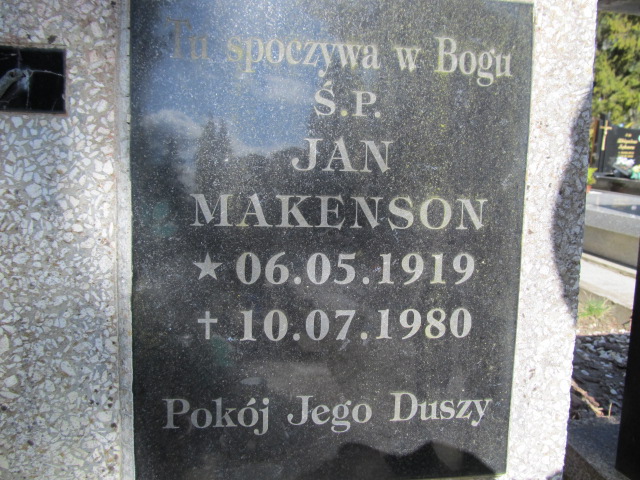 Tu spoczywa w Bogu
Ś.P.
JAN
MAKENSON
★ 06.05.1919
† 10.07.1980
Pokój Jego Duszy